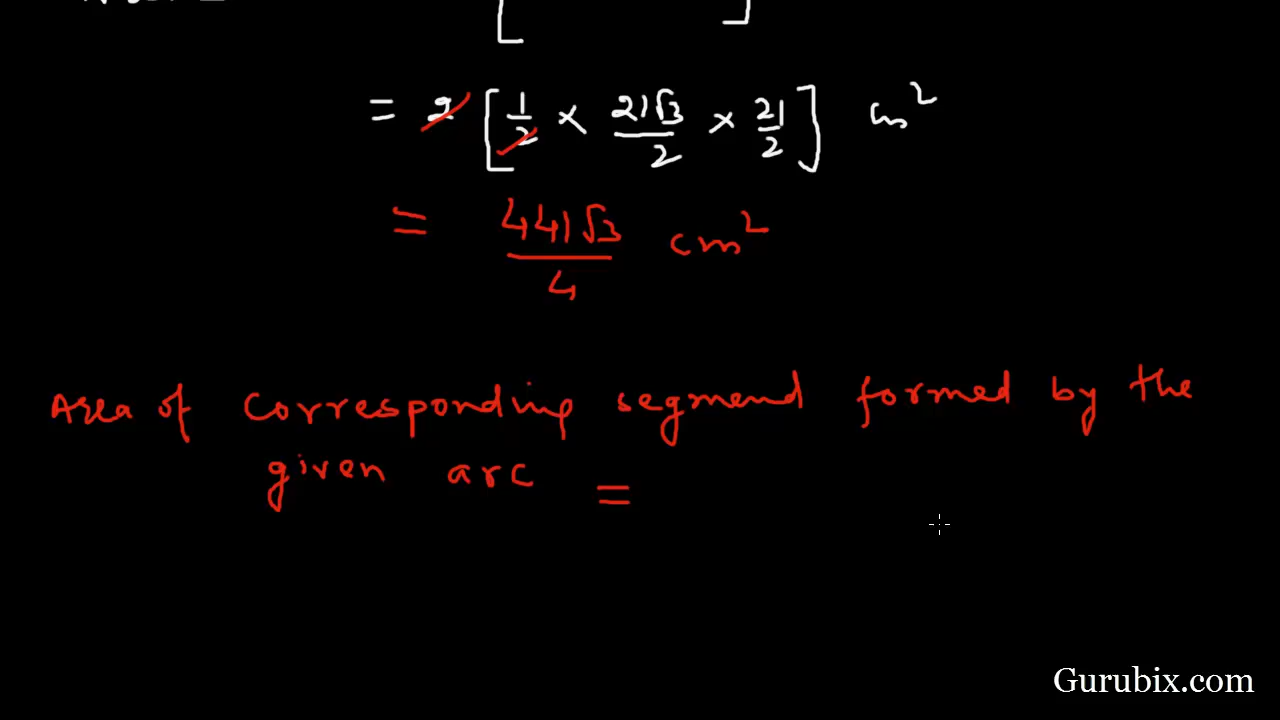 = 2 [ 1/2 × 21√3/2 × 21/2 ] cm²
= 441√3/4 cm²
Area of corresponding segmend formed by the
given arc =
Gurubix.com